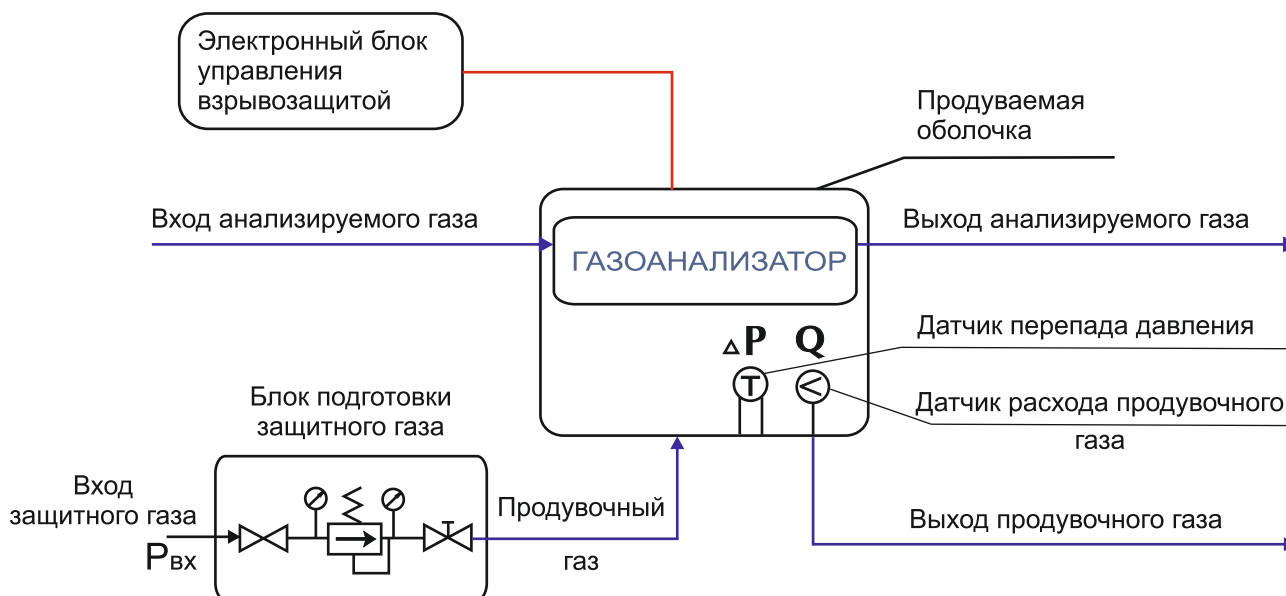 Электронный блок
управления
взрывозащитой
Продуваемая
оболочка
Вход анализируемого газа
Выход анализируемого газа
ГАЗОАНАЛИЗАТОР
Δ P Q
Датчик перепада давления
T <
Датчик расхода продувочного
газа
Блок подготовки
защитного газа
Вход
защитного газа
Pвх
Продувочный
газ
Выход продувочного газа